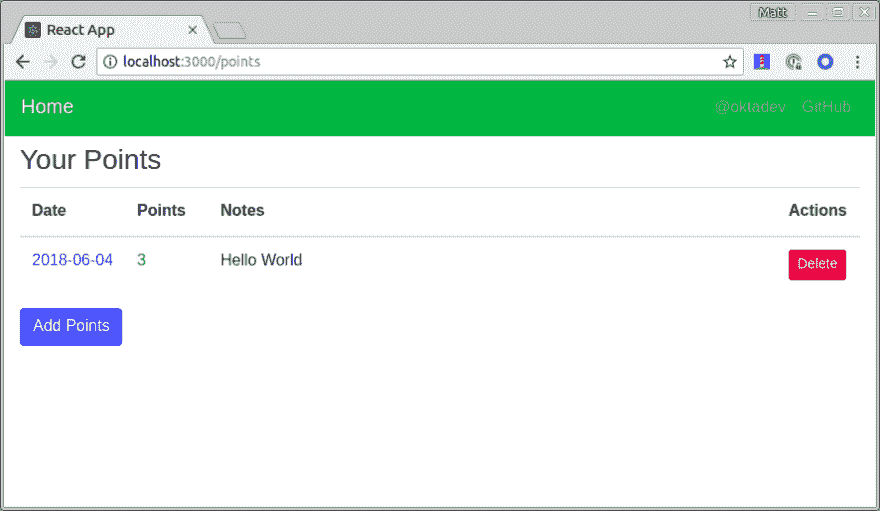 Matt
React App
localhost:3000/points
Home @oktadev GitHub
Your Points
Date Points Notes Actions
2018-06-04 3 Hello World Delete
Add Points